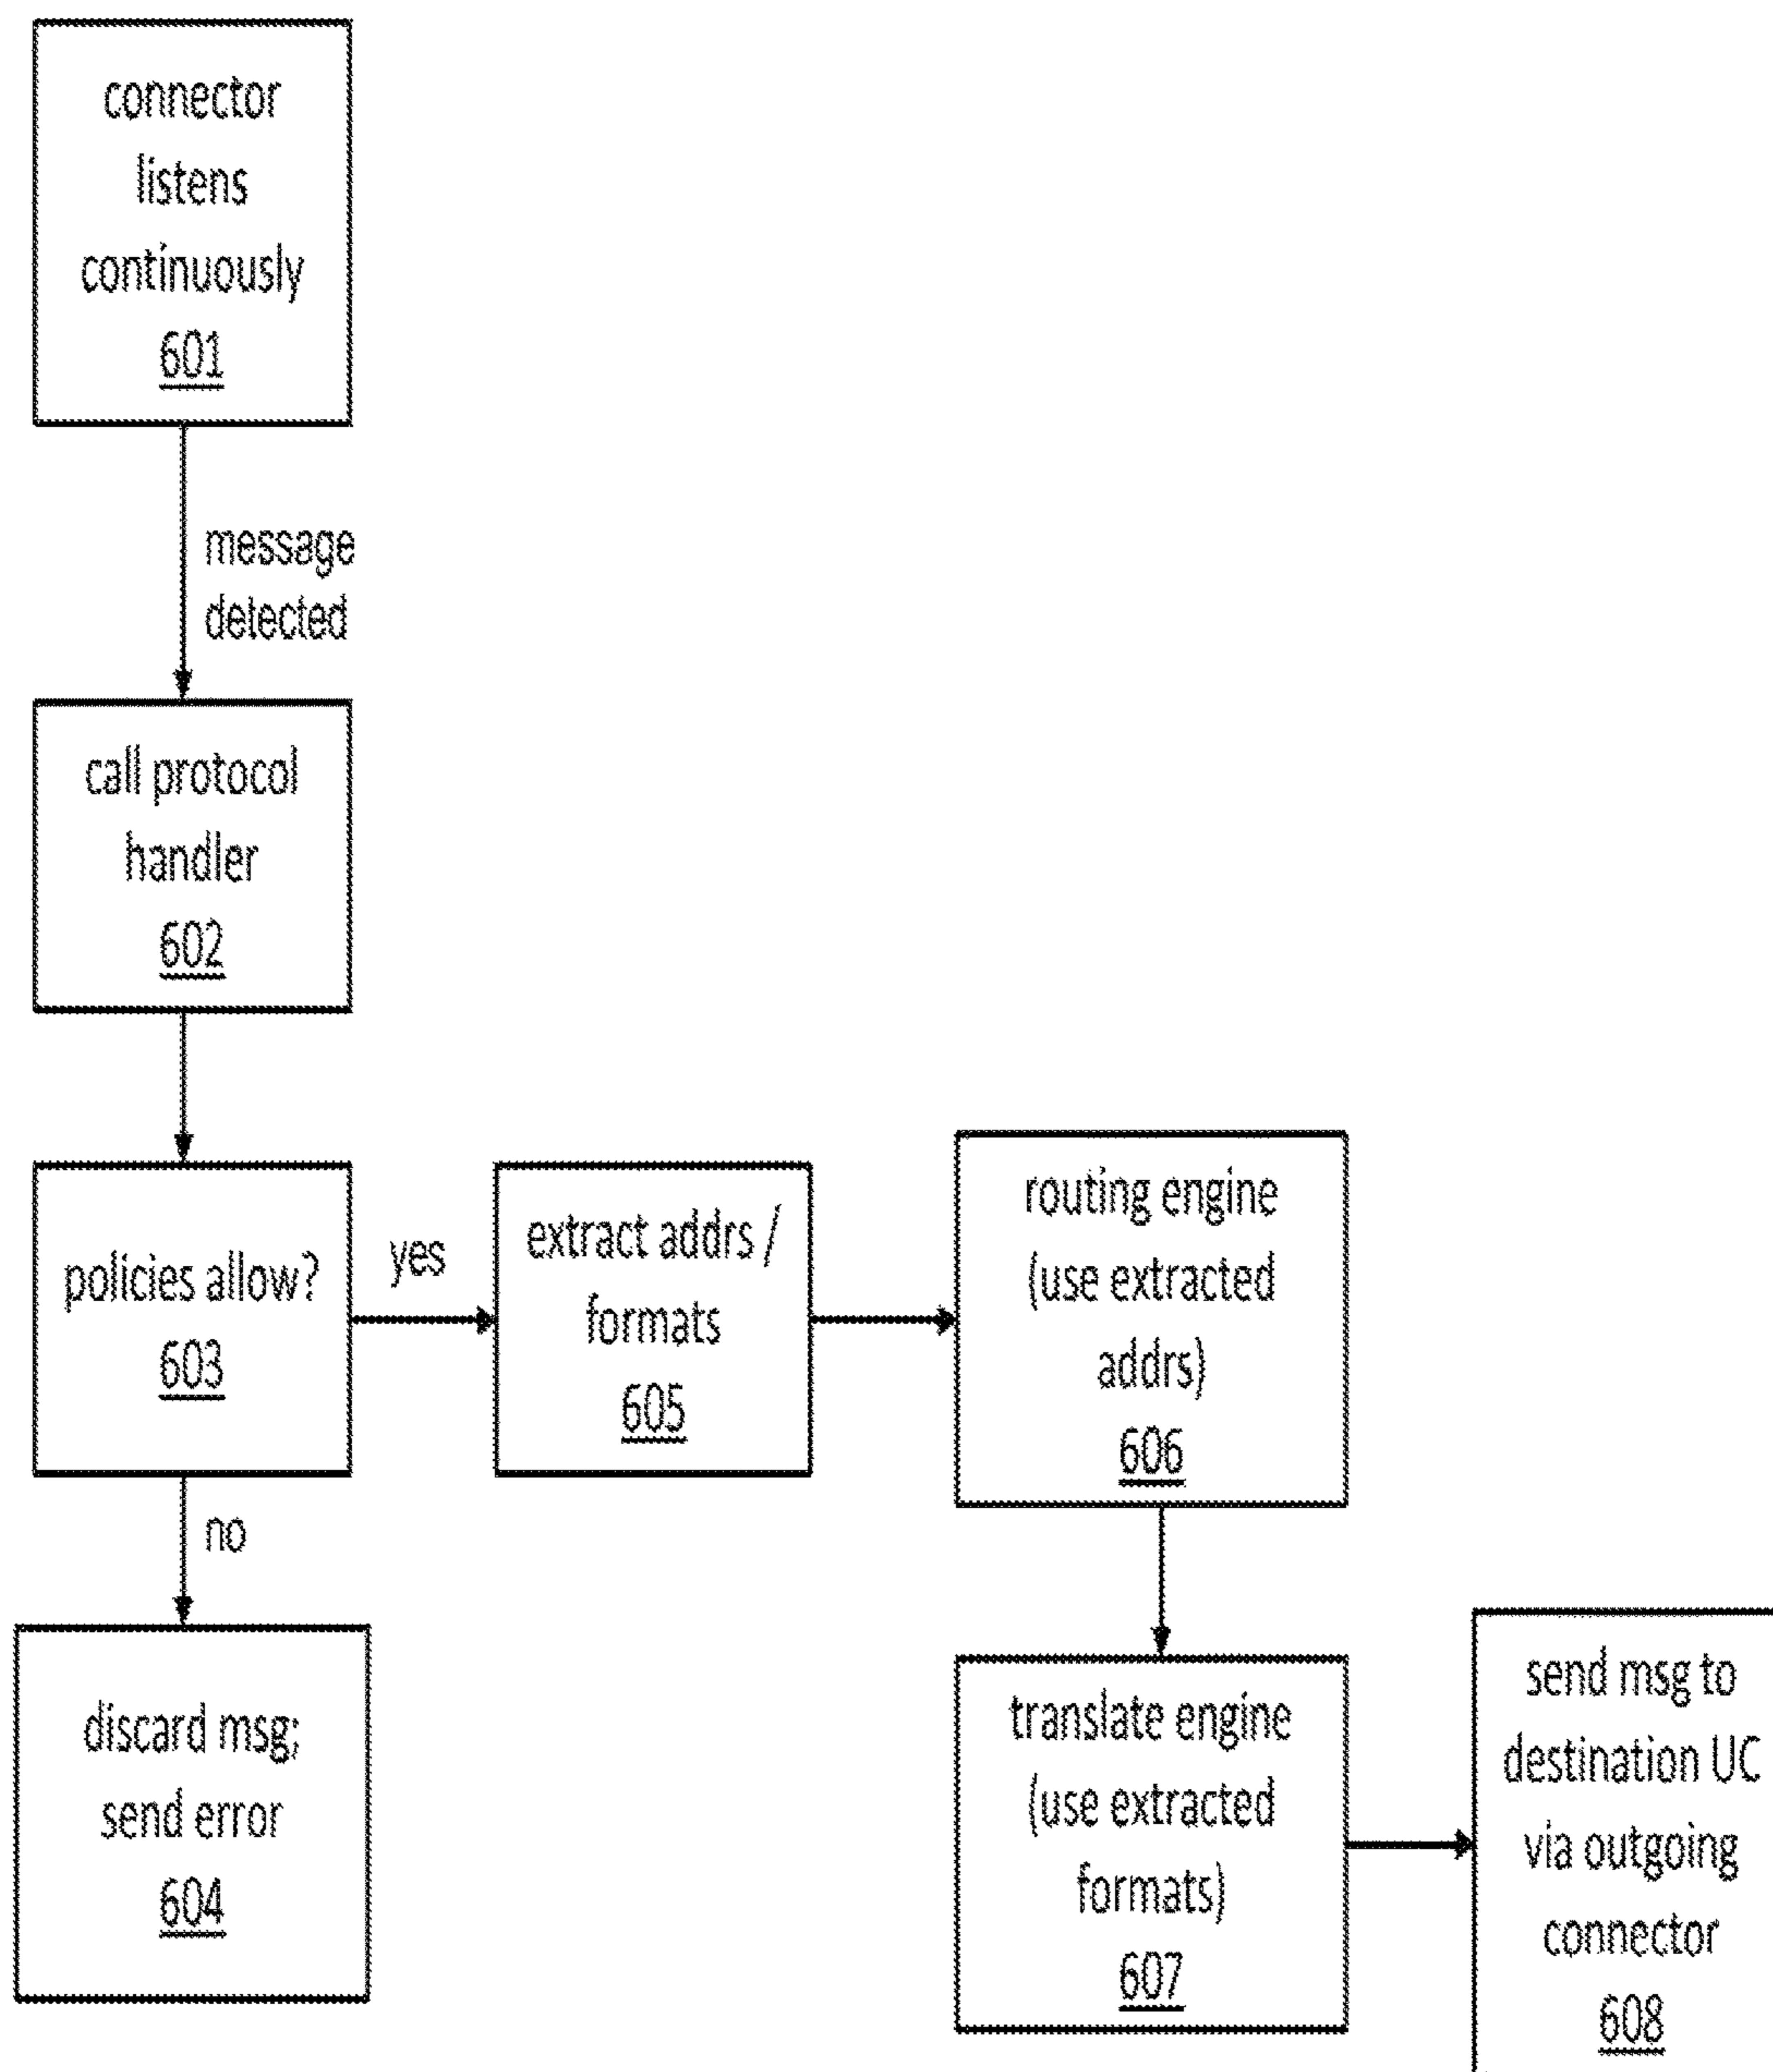 connector
listens
continuously
601
message
detected
call protocol
handler
602
policies allow?
603
yes
extract addrs /
formats
605
routing engine
(use extracted
addrs)
606
no
discard msg;
send error
604
translate engine
(use extracted
formats)
607
send msg to
destination UC
via outgoing
connector
608